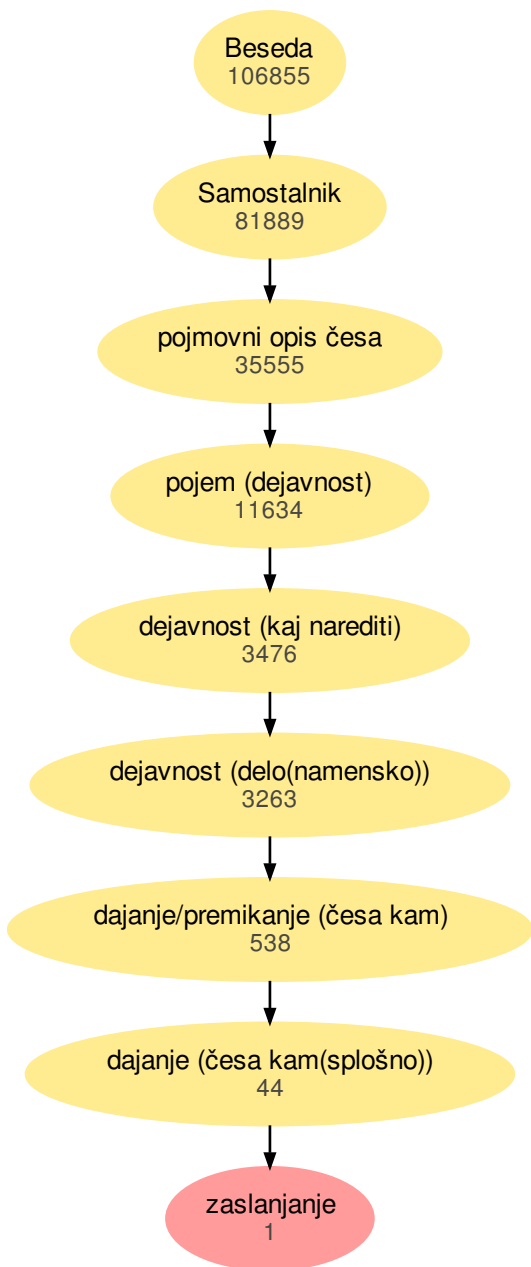 Beseda
106855
Samostalnik
81889
pojmovni opis česa
35555
pojem (dejavnost)
11634
dejavnost (kaj narediti)
3476
dejavnost (delo(namensko))
3263
dajanje/premikanje (česa kam)
538
dajanje (česa kam(splošno))
44
zaslanjanje
1